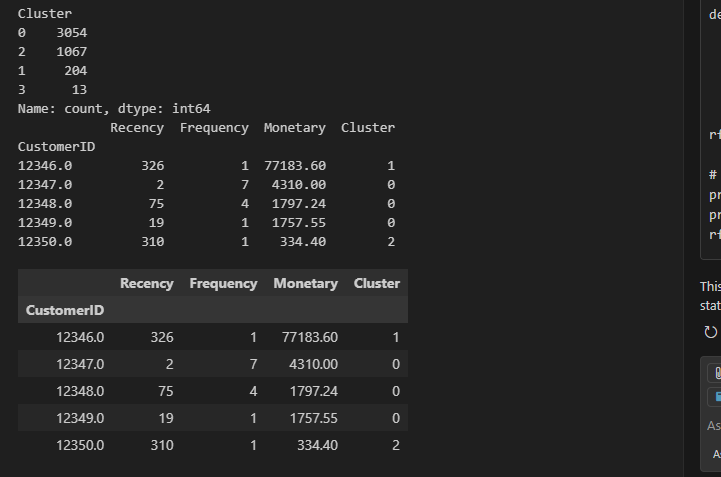 Cluster
0    3054
2    1067
1     204
3      13
Name: count, dtype: int64
Recency  Frequency  Monetary  Cluster
CustomerID
12346.0         326          1  77183.60        1
12347.0           2          7   4310.00        0
12348.0          75          4   1797.24        0
12349.0          19          1   1757.55        0
12350.0         310          1    334.40        2
Recency Frequency Monetary Cluster
CustomerID
12346.0 326 1 77183.60 1
12347.0 2 7 4310.00 0
12348.0 75 4 1797.24 0
12349.0 19 1 1757.55 0
12350.0 310 1 334.40 2
de
rf
#
pr
pr
rf
This
stat
As
As